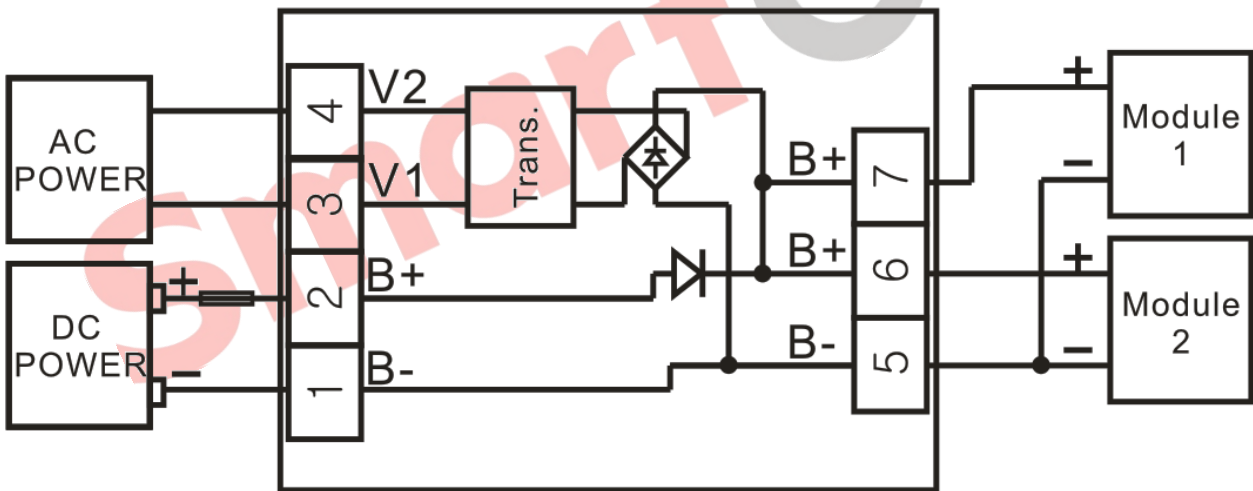 Smart
AC
POWER
4
V2
3
V1
Trans.
DC
POWER
+
−
2
B+
1
B-
B+
7
B+
6
B-
5
+
−
Module
1
+
−
Module
2